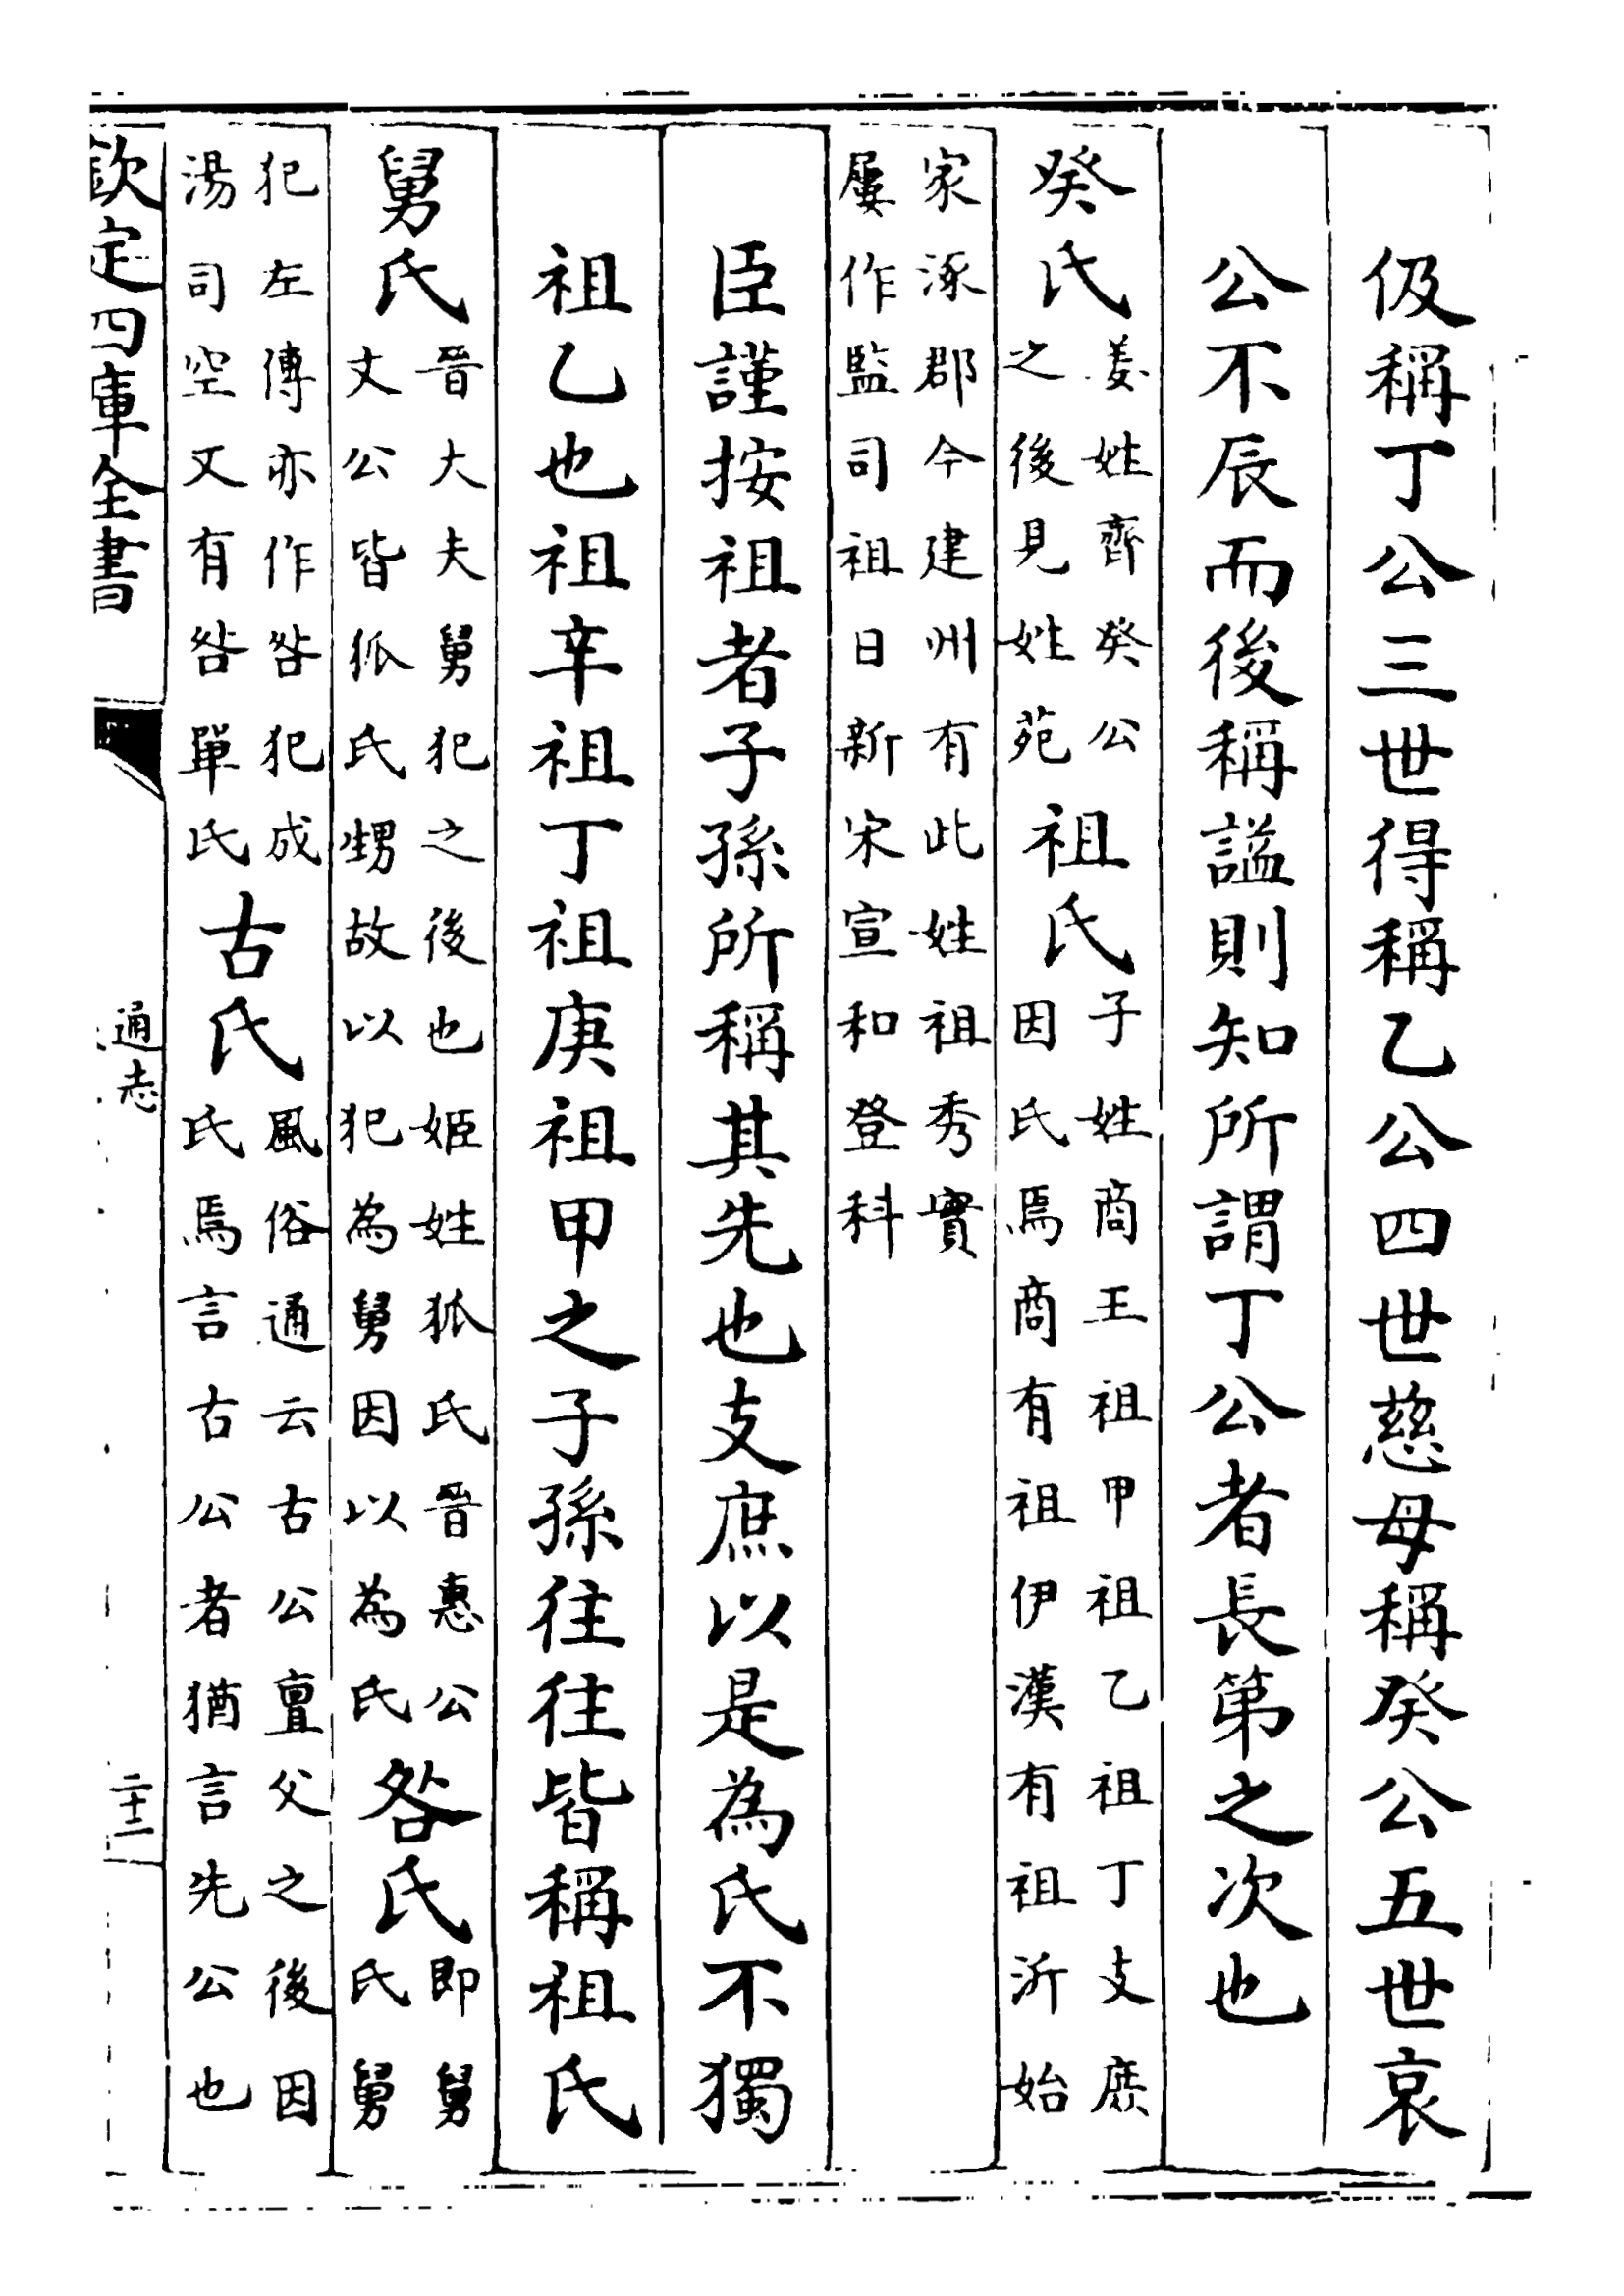 伋稱丁公三世得稱乙公四世慈母稱癸公五世哀
公不辰而後稱謚則知所謂丁公者長第之次也
癸氏姜姓齊癸公之後見姓苑祖氏子姓商王祖甲祖乙祖丁支庶因氏焉商有祖伊漢有祖沂始
家涿郡今建州有此姓祖秀實屢作監司祖日新宋宣和登科
臣謹按祖者子孫所稱其先也支庶以是為氏不獨
祖乙也祖辛祖丁祖庚祖甲之子孫往往皆稱祖氏
舅氏晉大夫舅犯之後也姬姓狐氏晉惠公文公皆狐氏甥故以犯為舅因以為氏咎氏即舅氏舅
犯左傳亦作咎犯成湯司空又有咎單氏古氏風俗通云古公亶父之後因氏焉言古公者猶言先公也
欽定四庫全書
通志
二十二